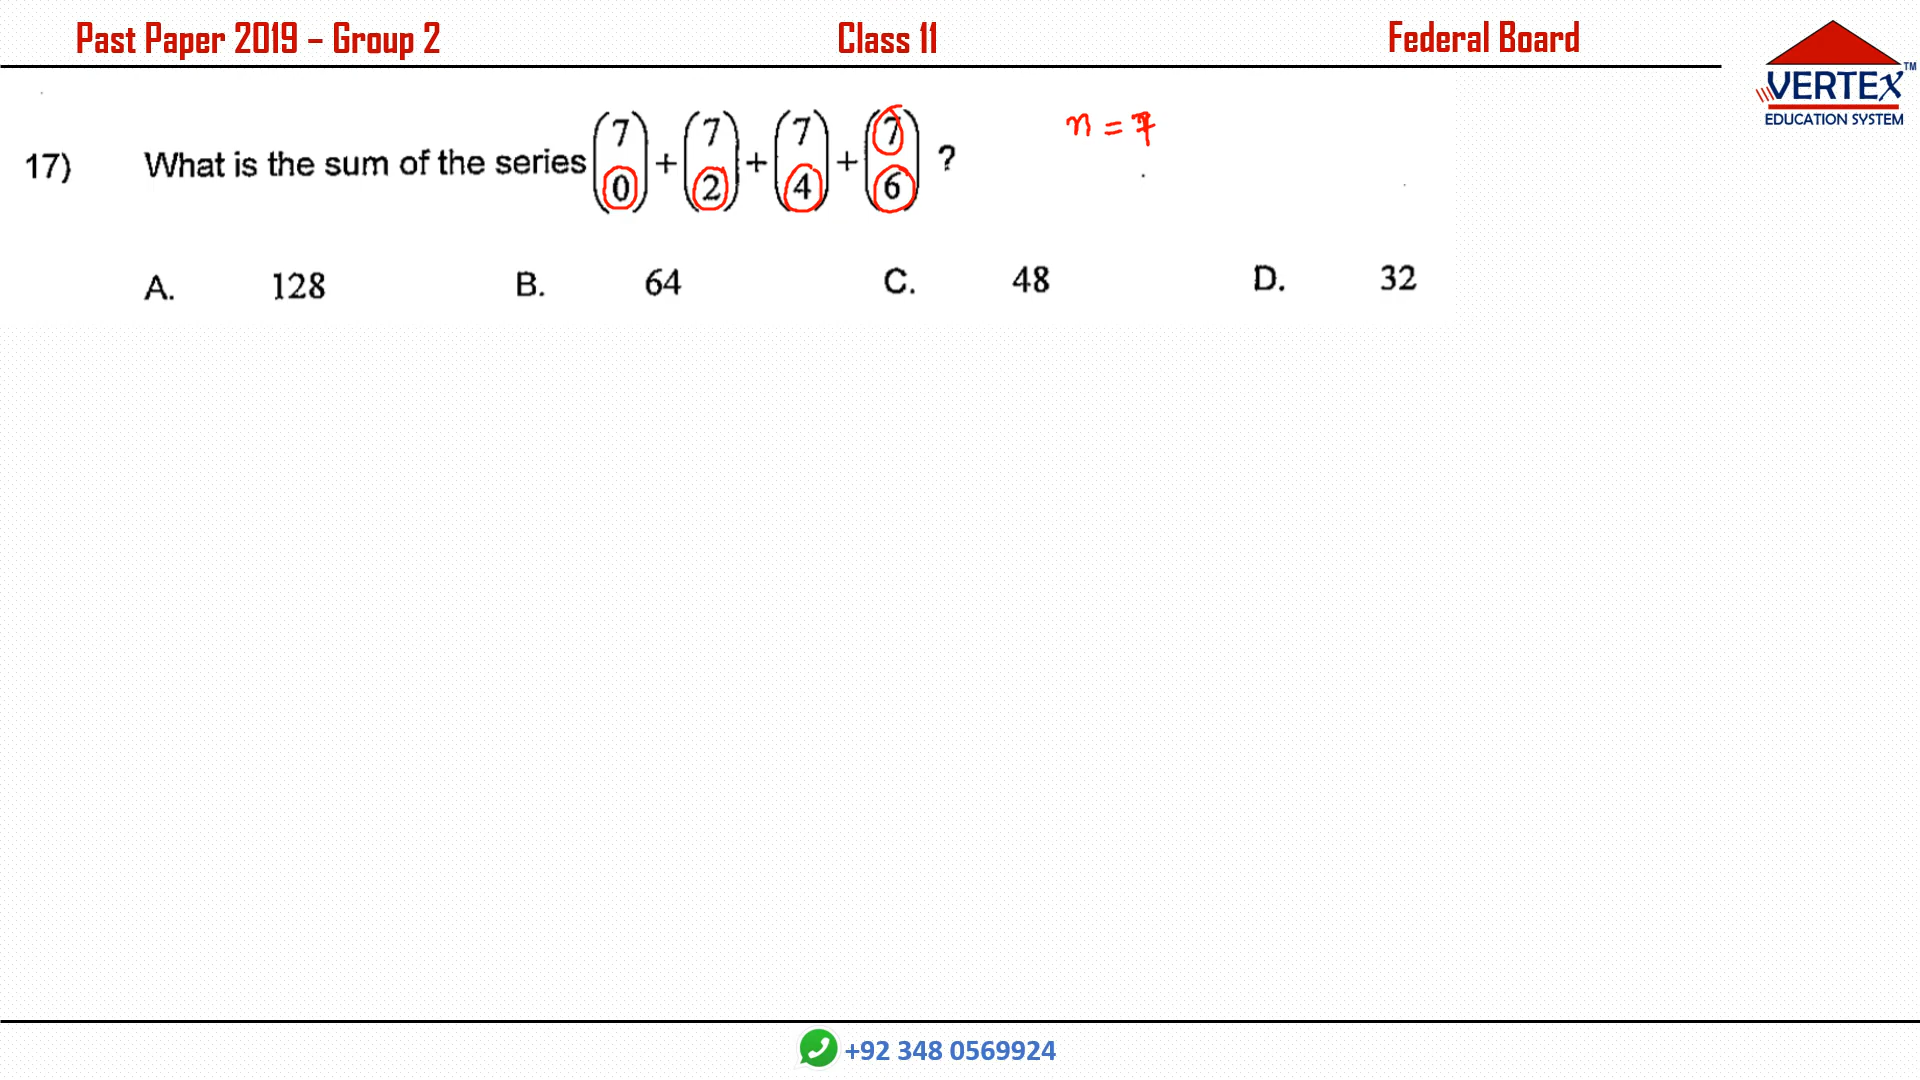 Past Paper 2019 – Group 2 Class 11 Federal Board
VERTEX TM
EDUCATION SYSTEM
17) What is the sum of the series (7 0) + (7 2) + (7 4) + (7 6) ? n = 7
A. 128 B. 64 C. 48 D. 32
+92 348 0569924